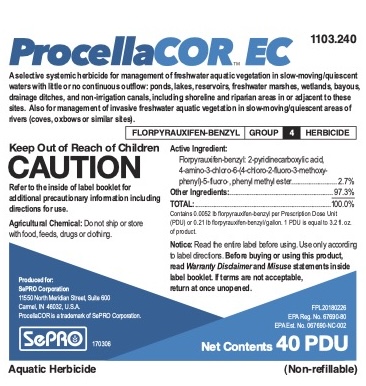 ProcellaCOR™ EC
1103.240
A selective systemic herbicide for management of freshwater aquatic vegetation in slow-moving/quiescent
waters with little or no continuous outflow: ponds, lakes, reservoirs, freshwater marshes, wetlands, bayous,
drainage ditches, and non-irrigation canals, including shoreline and riparian areas in or adjacent to these
sites. Also for management of invasive freshwater aquatic vegetation in slow-moving/quiescent areas of
rivers (coves, oxbows or similar sites).
FLORPYRAUXIFEN-BENZYL GROUP 4 HERBICIDE
Keep Out of Reach of Children
CAUTION
Refer to the inside of label booklet for
additional precautionary information including
directions for use.
Agricultural Chemical: Do not ship or store
with food, feeds, drugs or clothing.
Active Ingredient:
Florpyrauxifen-benzyl: 2-pyridinecarboxylic acid,
4-amino-3-chloro-6-(4-chloro-2-fluoro-3-methoxy-
phenyl)-5-fluoro-, phenyl methyl ester..........2.7%
Other Ingredients:..........97.3%
TOTAL:..........100.0%
Contains 0.0052 lb florpyrauxifen-benzyl per Prescription Dose Unit
(PDU) or 0.21 lb florpyrauxifen-benzyl/gallon. 1 PDU is equal to 3.2 fl. oz.
of product.
Notice: Read the entire label before using. Use only according
to label directions. Before buying or using this product,
read Warranty Disclaimer and Misuse statements inside
label booklet. If terms are not acceptable,
return at once unopened.
Produced for:
SePRO Corporation
11550 North Meridian Street, Suite 600
Carmel, IN 46032, U.S.A.
ProcellaCOR is a trademark of SePRO Corporation.
SePRO
170306
FPL20180226
EPA Reg. No. 67690-80
EPA Est. No. 067690-NC-002
Net Contents 40 PDU
Aquatic Herbicide
(Non-refillable)